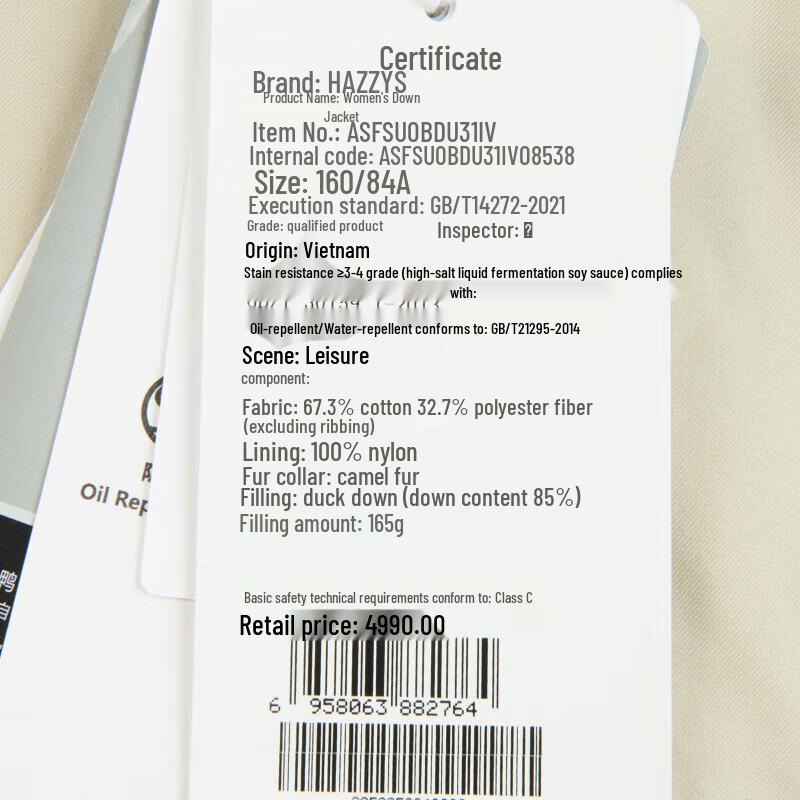 Certificate
Brand: HAZZYS
Product Name: Women's Down
Jacket
Item No.: ASFSU0BDU31IV
Internal code: ASFSU0BDU31IV08538
Size: 160/84A
Execution standard: GB/T14272-2021
Grade: qualified product
Inspector:
Origin: Vietnam
Stain resistance ≥3-4 grade (high-salt liquid fermentation soy sauce) complies
with:
Oil-repellent/Water-repellent conforms to: GB/T21295-2014
Scene: Leisure
component:
Fabric: 67.3% cotton 32.7% polyester fiber
(excluding ribbing)
Lining: 100% nylon
Fur collar: camel fur
Filling: duck down (down content 85%)
Filling amount: 165g
Basic safety technical requirements conform to: Class C
Retail price: 4990.00
6 958063 882764
Oil